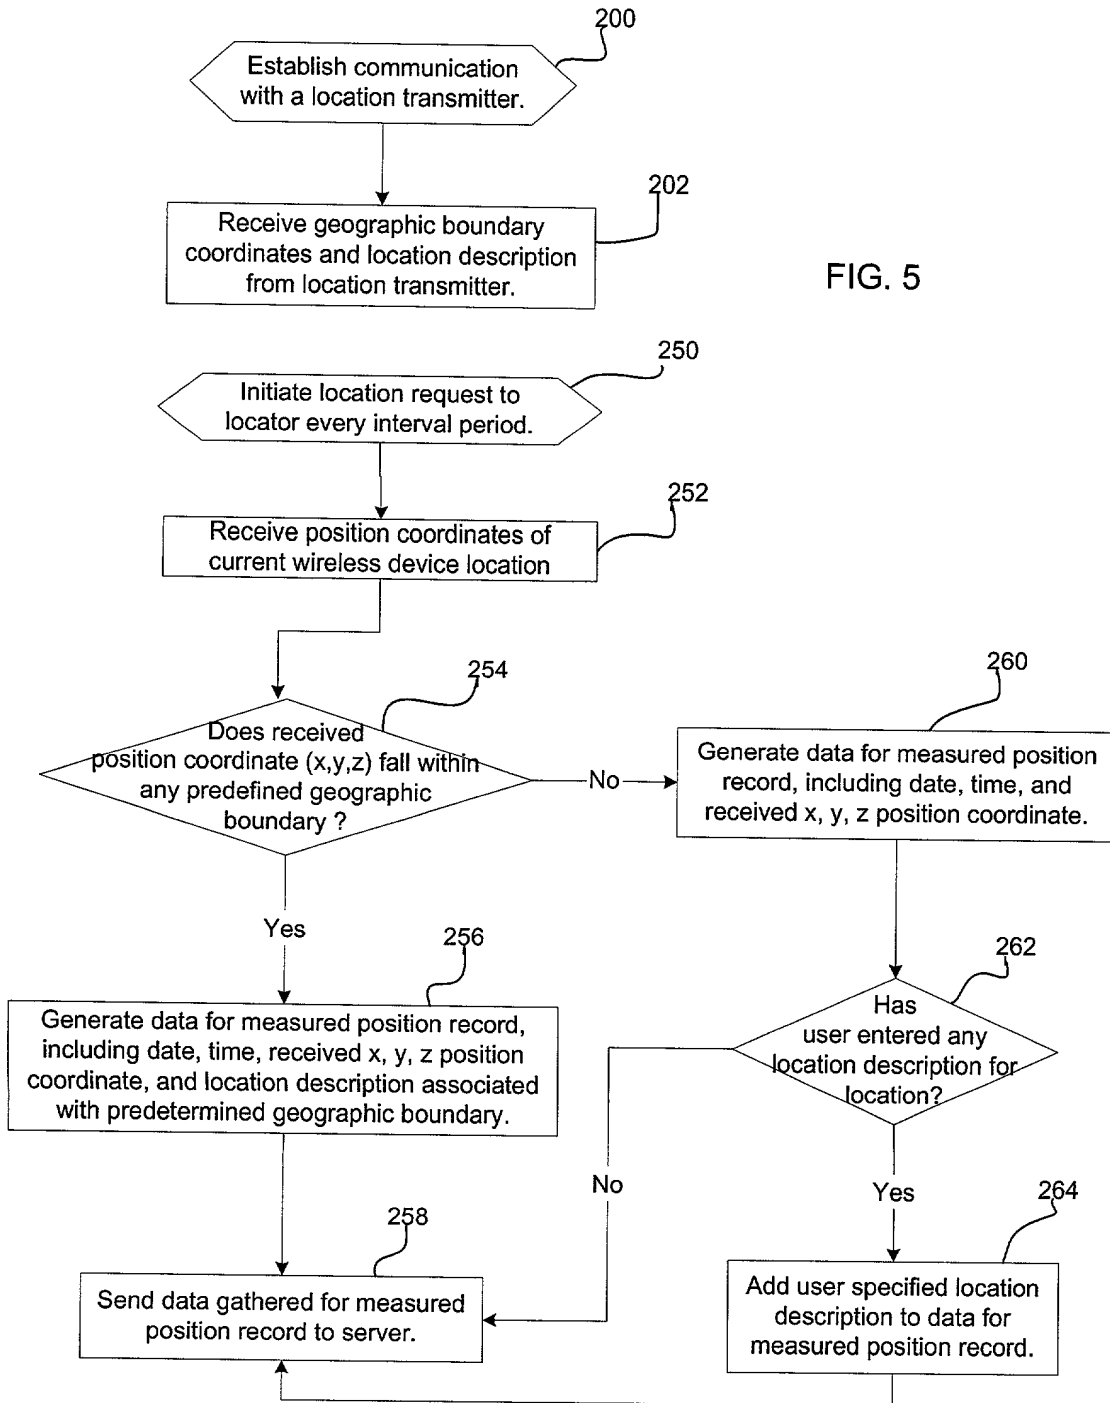 200
Establish communication
with a location transmitter.
202
Receive geographic boundary
coordinates and location description
from location transmitter.
FIG. 5
250
Initiate location request to
locator every interval period.
252
Receive position coordinates of
current wireless device location
254
Does received
position coordinate (x,y,z) fall within
any predefined geographic
boundary ?
No
260
Generate data for measured position
record, including date, time, and
received x, y, z position coordinate.
Yes
256
Generate data for measured position record,
including date, time, received x, y, z position
coordinate, and location description associated
with predetermined geographic boundary.
262
Has
user entered any
location description for
location?
No
Yes
258
Send data gathered for measured
position record to server.
264
Add user specified location
description to data for
measured position record.